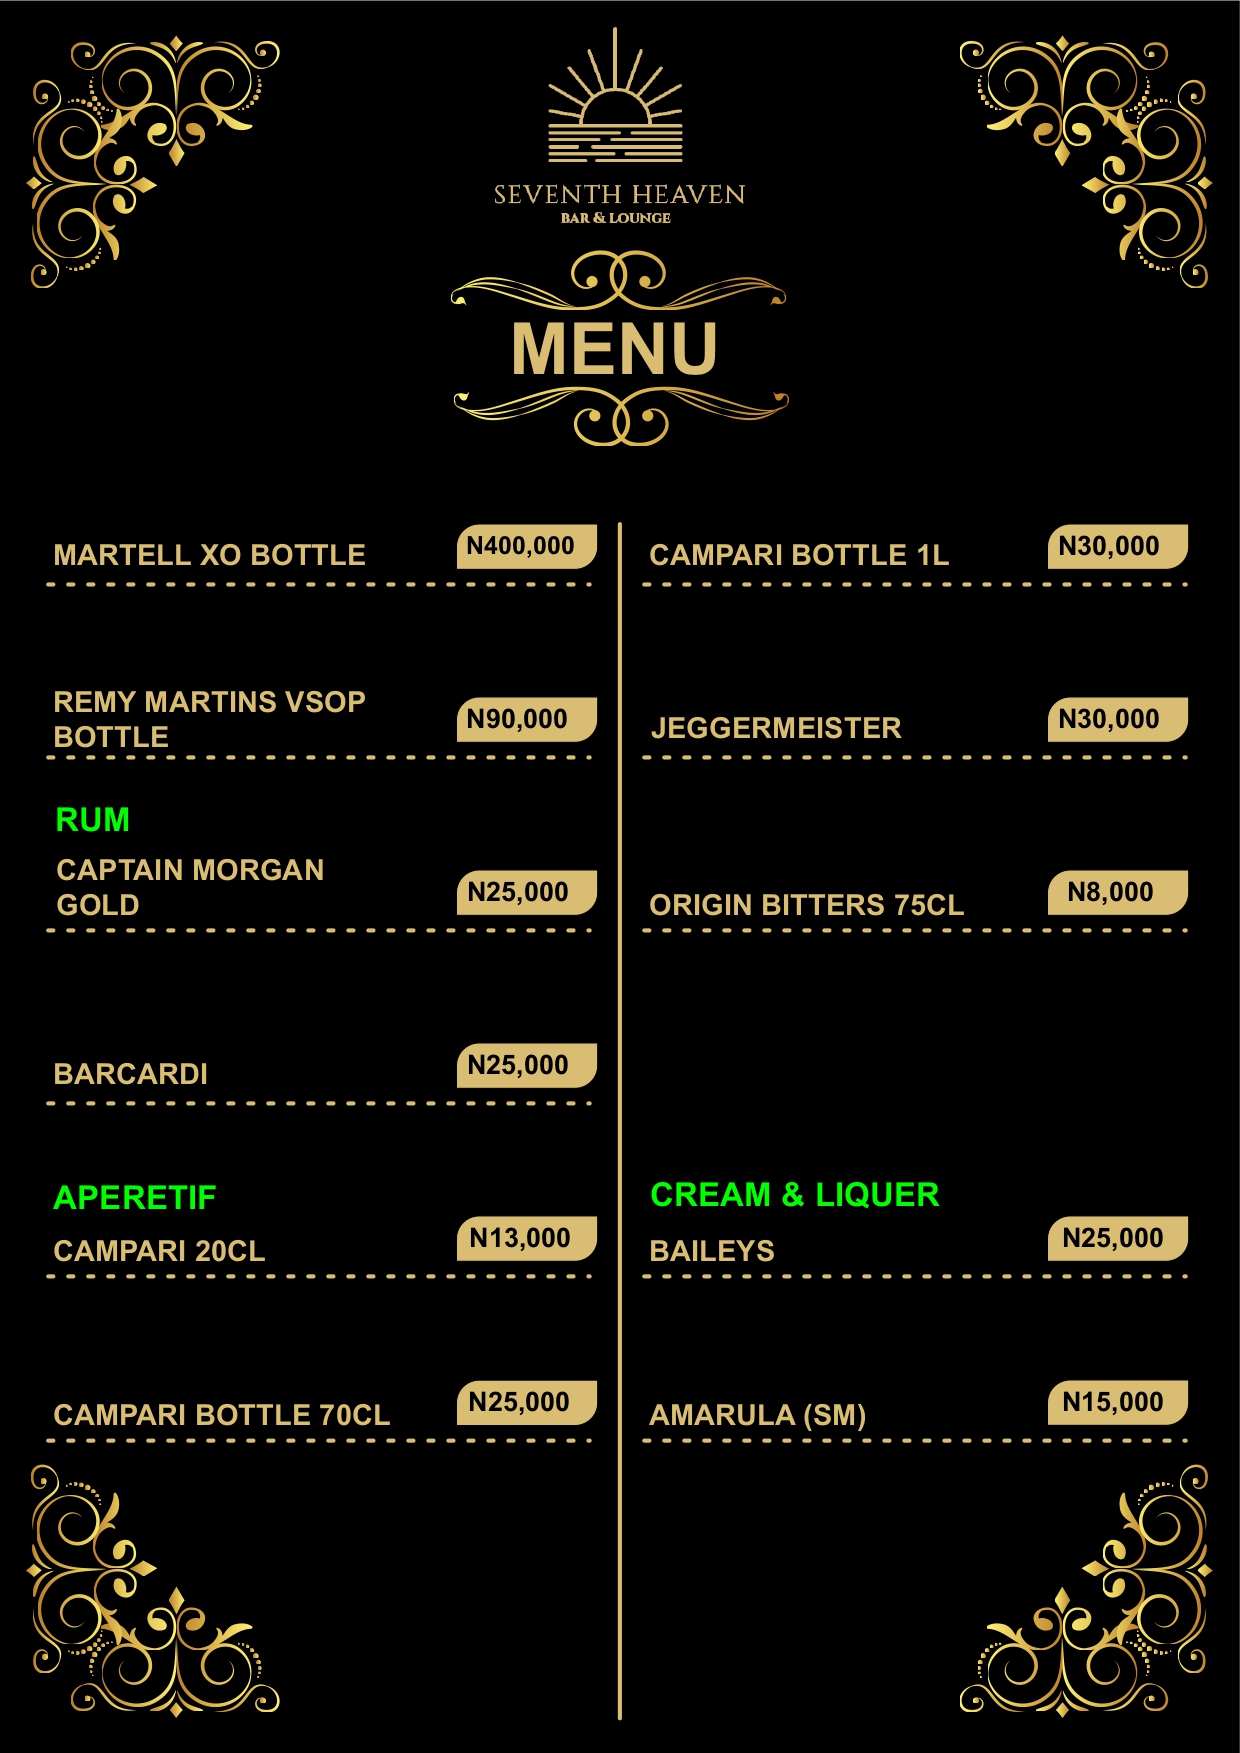 SEVENTH HEAVEN
BAR & LOUNGE
MENU
MARTELL XO BOTTLE N400,000
REMY MARTINS VSOP
BOTTLE N90,000
RUM
CAPTAIN MORGAN
GOLD N25,000
BARCARDI N25,000
APERETIF
CAMPARI 20CL N13,000
CAMPARI BOTTLE 70CL N25,000
CAMPARI BOTTLE 1L N30,000
JEGGERMEISTER N30,000
ORIGIN BITTERS 75CL N8,000
CREAM & LIQUER
BAILEYS N25,000
AMARULA (SM) N15,000